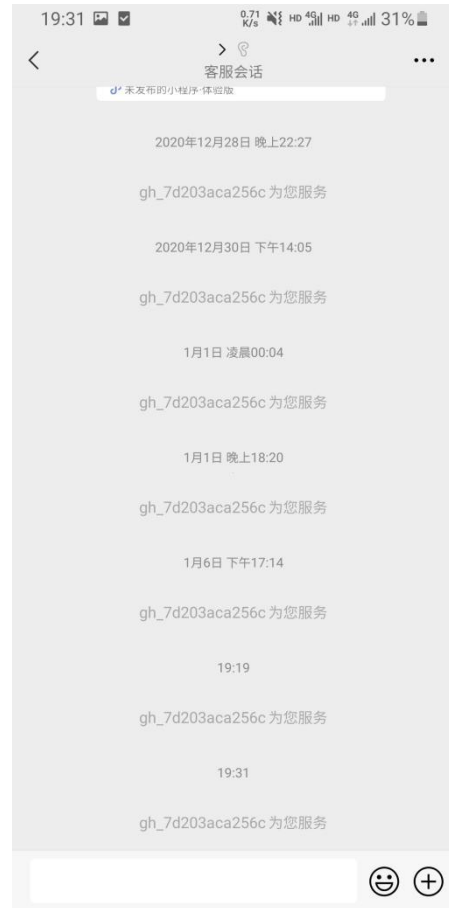 19:31
0.71 K/s HD 4G HD 4G 31%
客服会话
未发布的小程序·体验版
2020年12月28日 晚上22:27
gh_7d203aca256c 为您服务
2020年12月30日 下午14:05
gh_7d203aca256c 为您服务
1月1日 凌晨00:04
gh_7d203aca256c 为您服务
1月1日 晚上18:20
gh_7d203aca256c 为您服务
1月6日 下午17:14
gh_7d203aca256c 为您服务
19:19
gh_7d203aca256c 为您服务
19:31
gh_7d203aca256c 为您服务